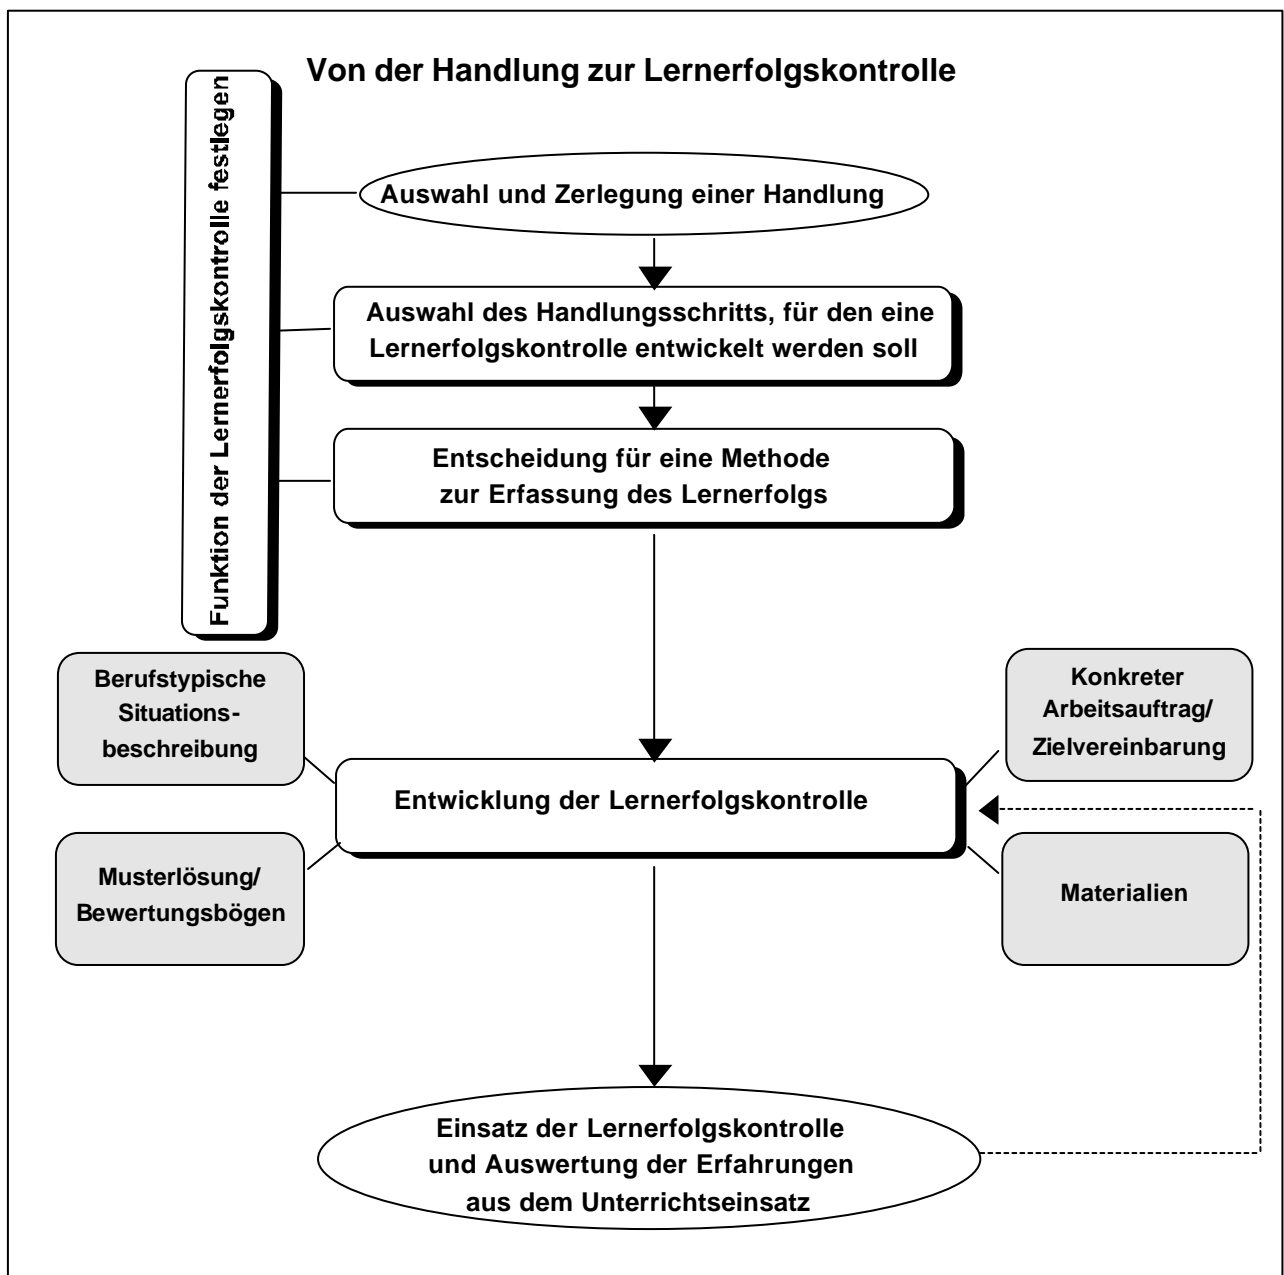 Von der Handlung zur Lernerfolgskontrolle
Funktion der Lernerfolgskontrolle festlegen
Auswahl und Zerlegung einer Handlung
Auswahl des Handlungsschritts, für den eine
Lernerfolgskontrolle entwickelt werden soll
Entscheidung für eine Methode
zur Erfassung des Lernerfolgs
Berufstypische
Situations-
beschreibung
Konkreter
Arbeitsauftrag/
Zielvereinbarung
Entwicklung der Lernerfolgskontrolle
Musterlösung/
Bewertungsbögen
Materialien
Einsatz der Lernerfolgskontrolle
und Auswertung der Erfahrungen
aus dem Unterrichtseinsatz